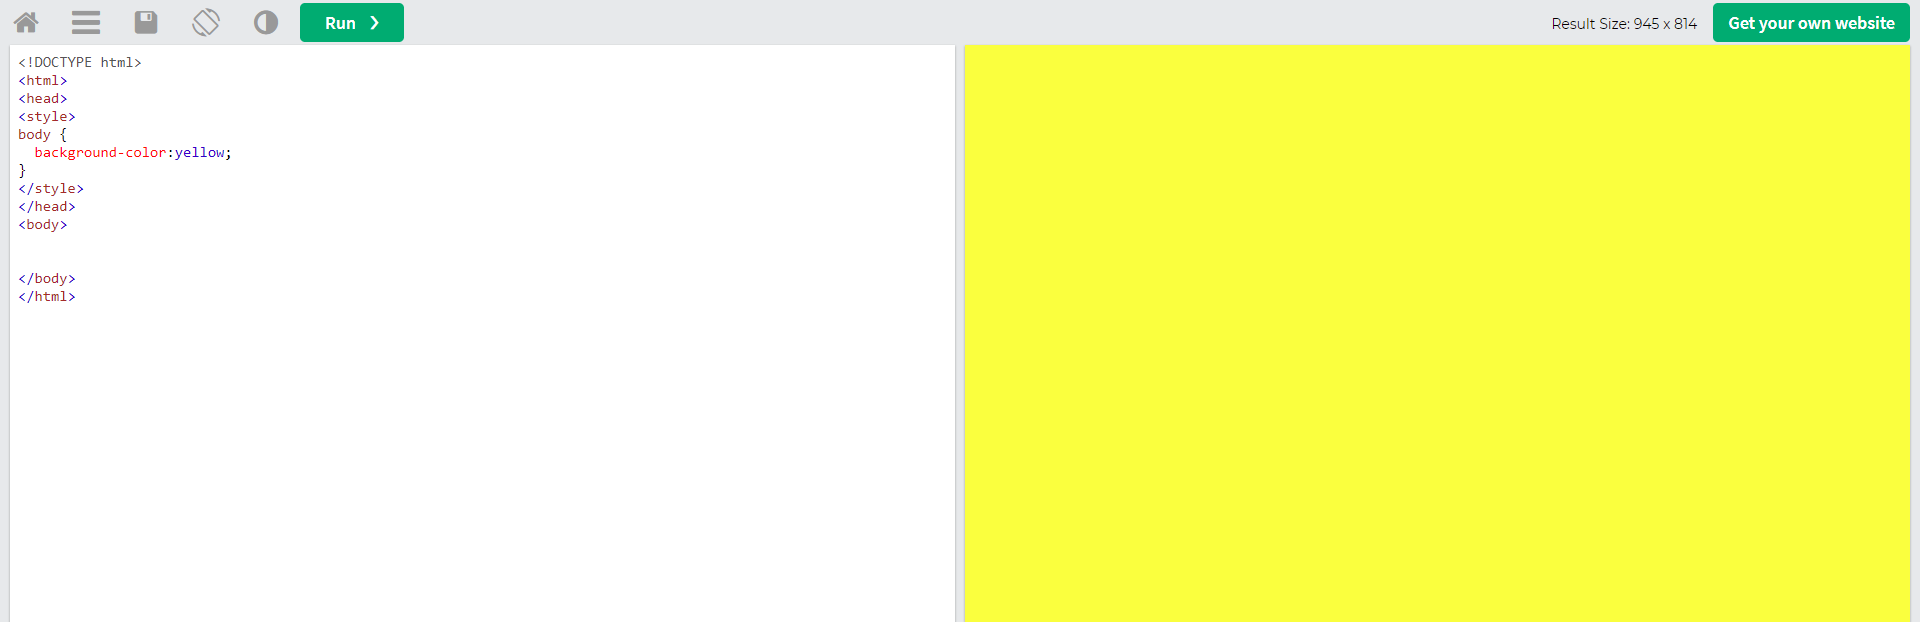 Run ❯
Result Size: 945 x 814
Get your own website
<!DOCTYPE html>
<html>
<head>
<style>
body {
  background-color:yellow;
}
</style>
</head>
<body>
</body>
</html>